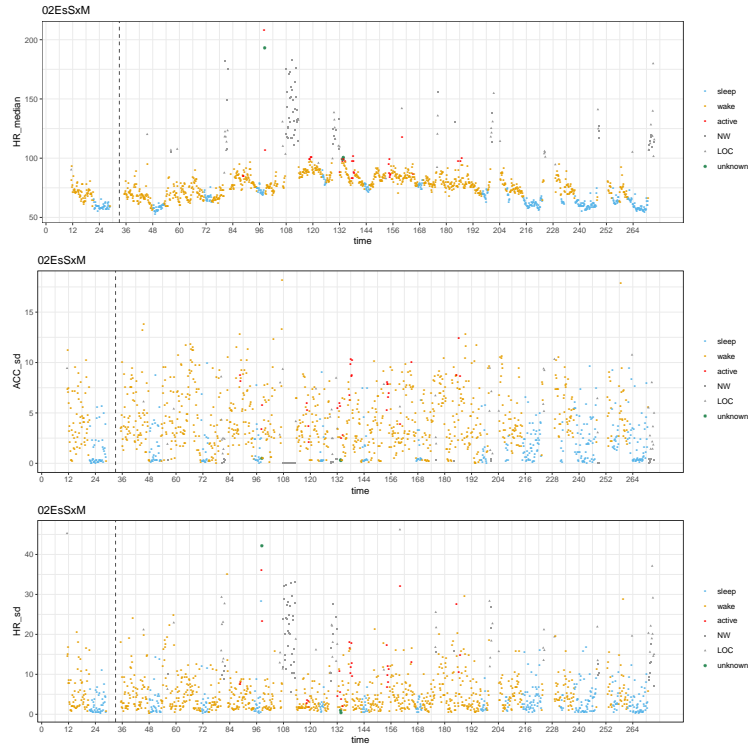 02EsSxM
200
150
100
50
HR_median
0 12 24 36 48 60 72 84 96 108 120 132 144 156 168 180 192 204 216 228 240 252 264
time
sleep
wake
active
NW
LOC
unknown
02EsSxM
15
10
5
0
ACC_sd
0 12 24 36 48 60 72 84 96 108 120 132 144 156 168 180 192 204 216 228 240 252 264
time
sleep
wake
active
NW
LOC
unknown
02EsSxM
40
30
20
10
0
HR_sd
0 12 24 36 48 60 72 84 96 108 120 132 144 156 168 180 192 204 216 228 240 252 264
time
sleep
wake
active
NW
LOC
unknown